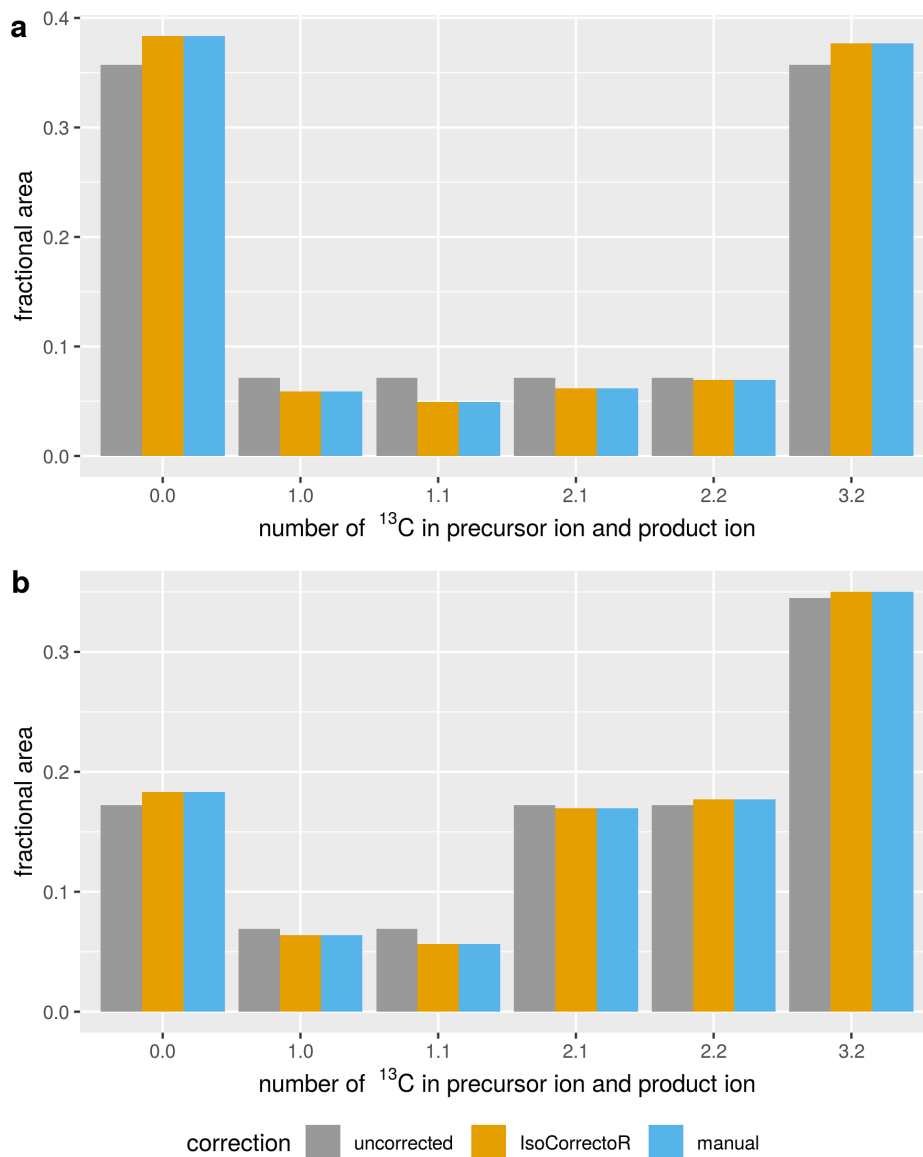 a
0.4
0.3
0.2
0.1
0.0
fractional area
0.0 1.0 1.1 2.1 2.2 3.2
number of ¹³C in precursor ion and product ion
b
0.3
0.2
0.1
0.0
fractional area
0.0 1.0 1.1 2.1 2.2 3.2
number of ¹³C in precursor ion and product ion
correction uncorrected IsoCorrectoR manual